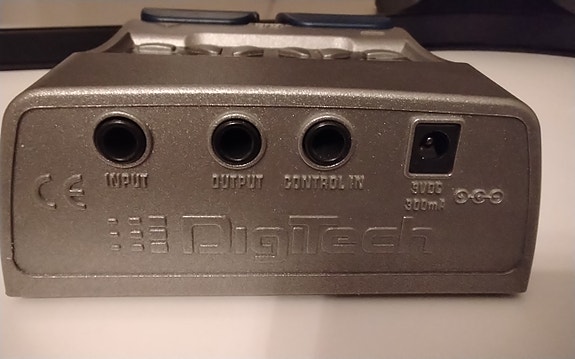 INPUT OUTPUT CONTROL IN 9VDC
CE 300mA
DigiTech